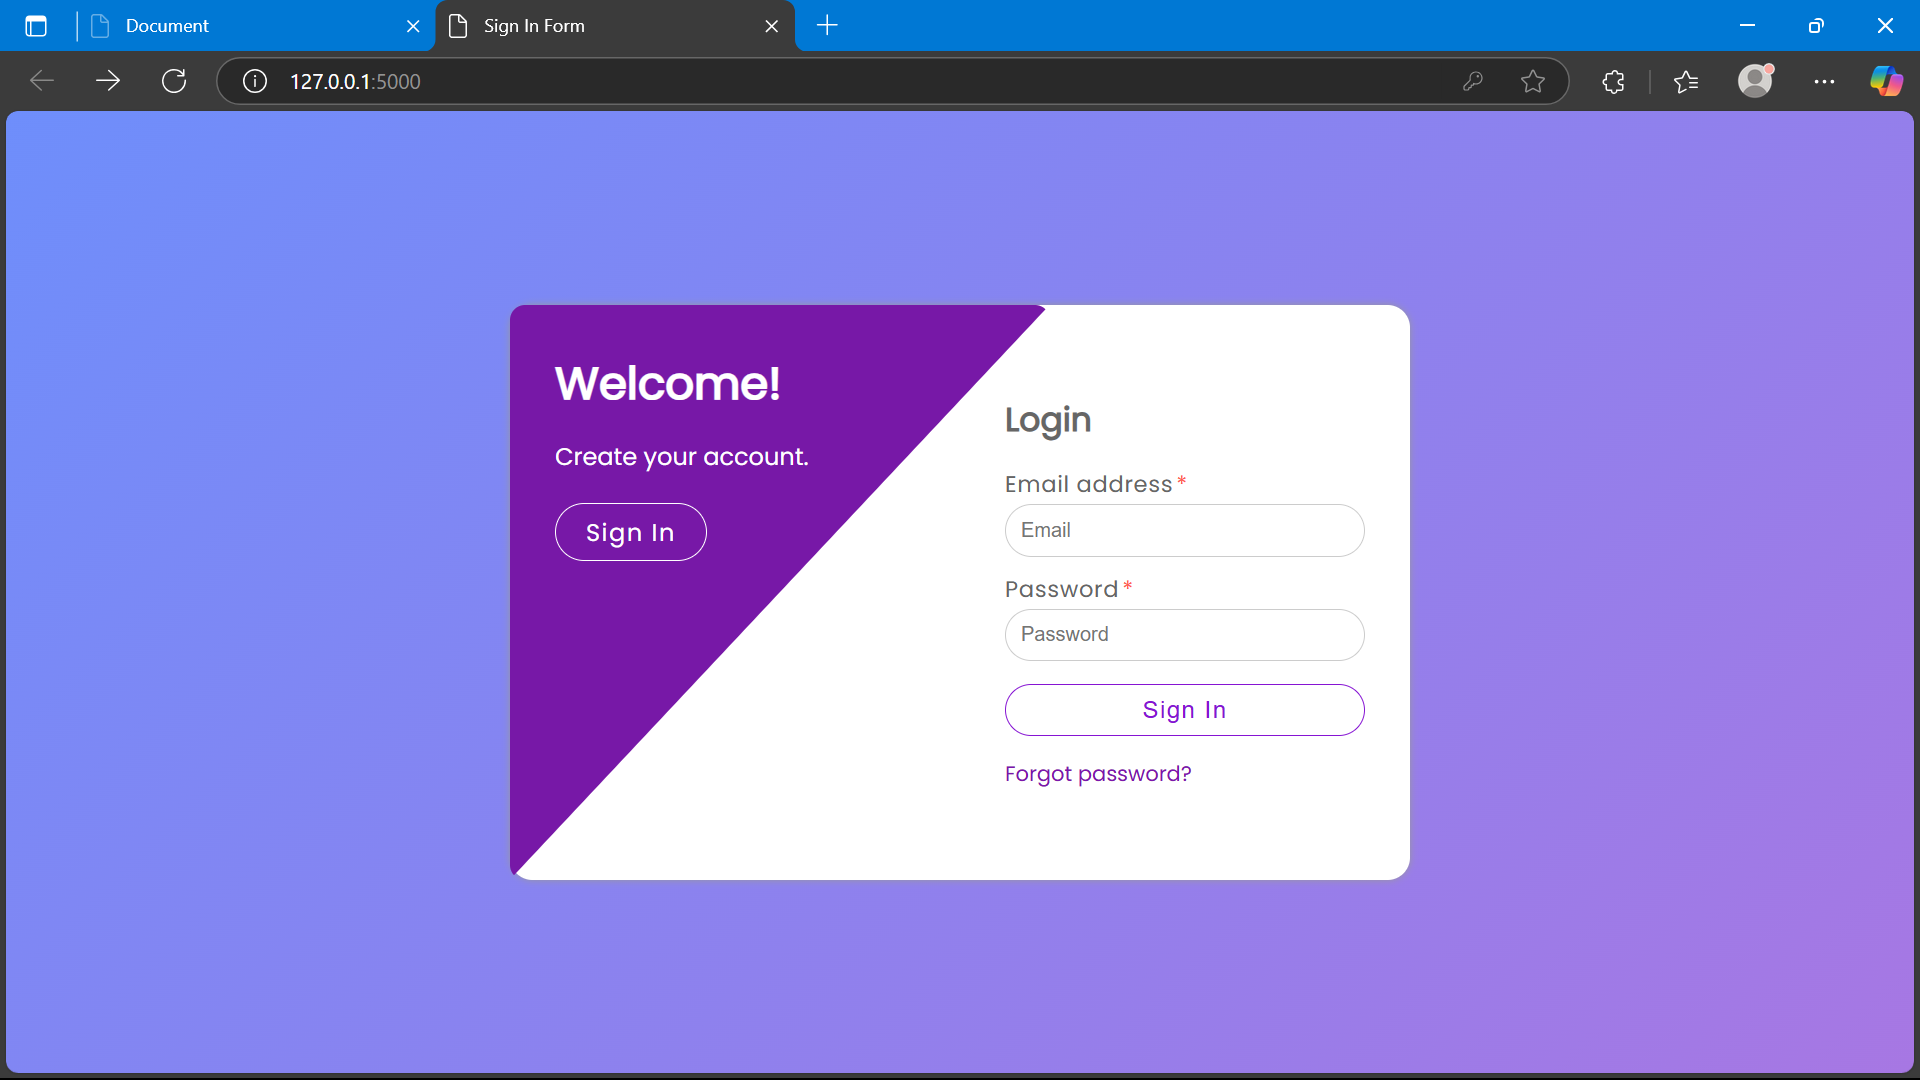 Document
Sign In Form
127.0.0.1:5000
Welcome!
Create your account.
Sign In
Login
Email address*
Email
Password*
Password
Sign In
Forgot password?